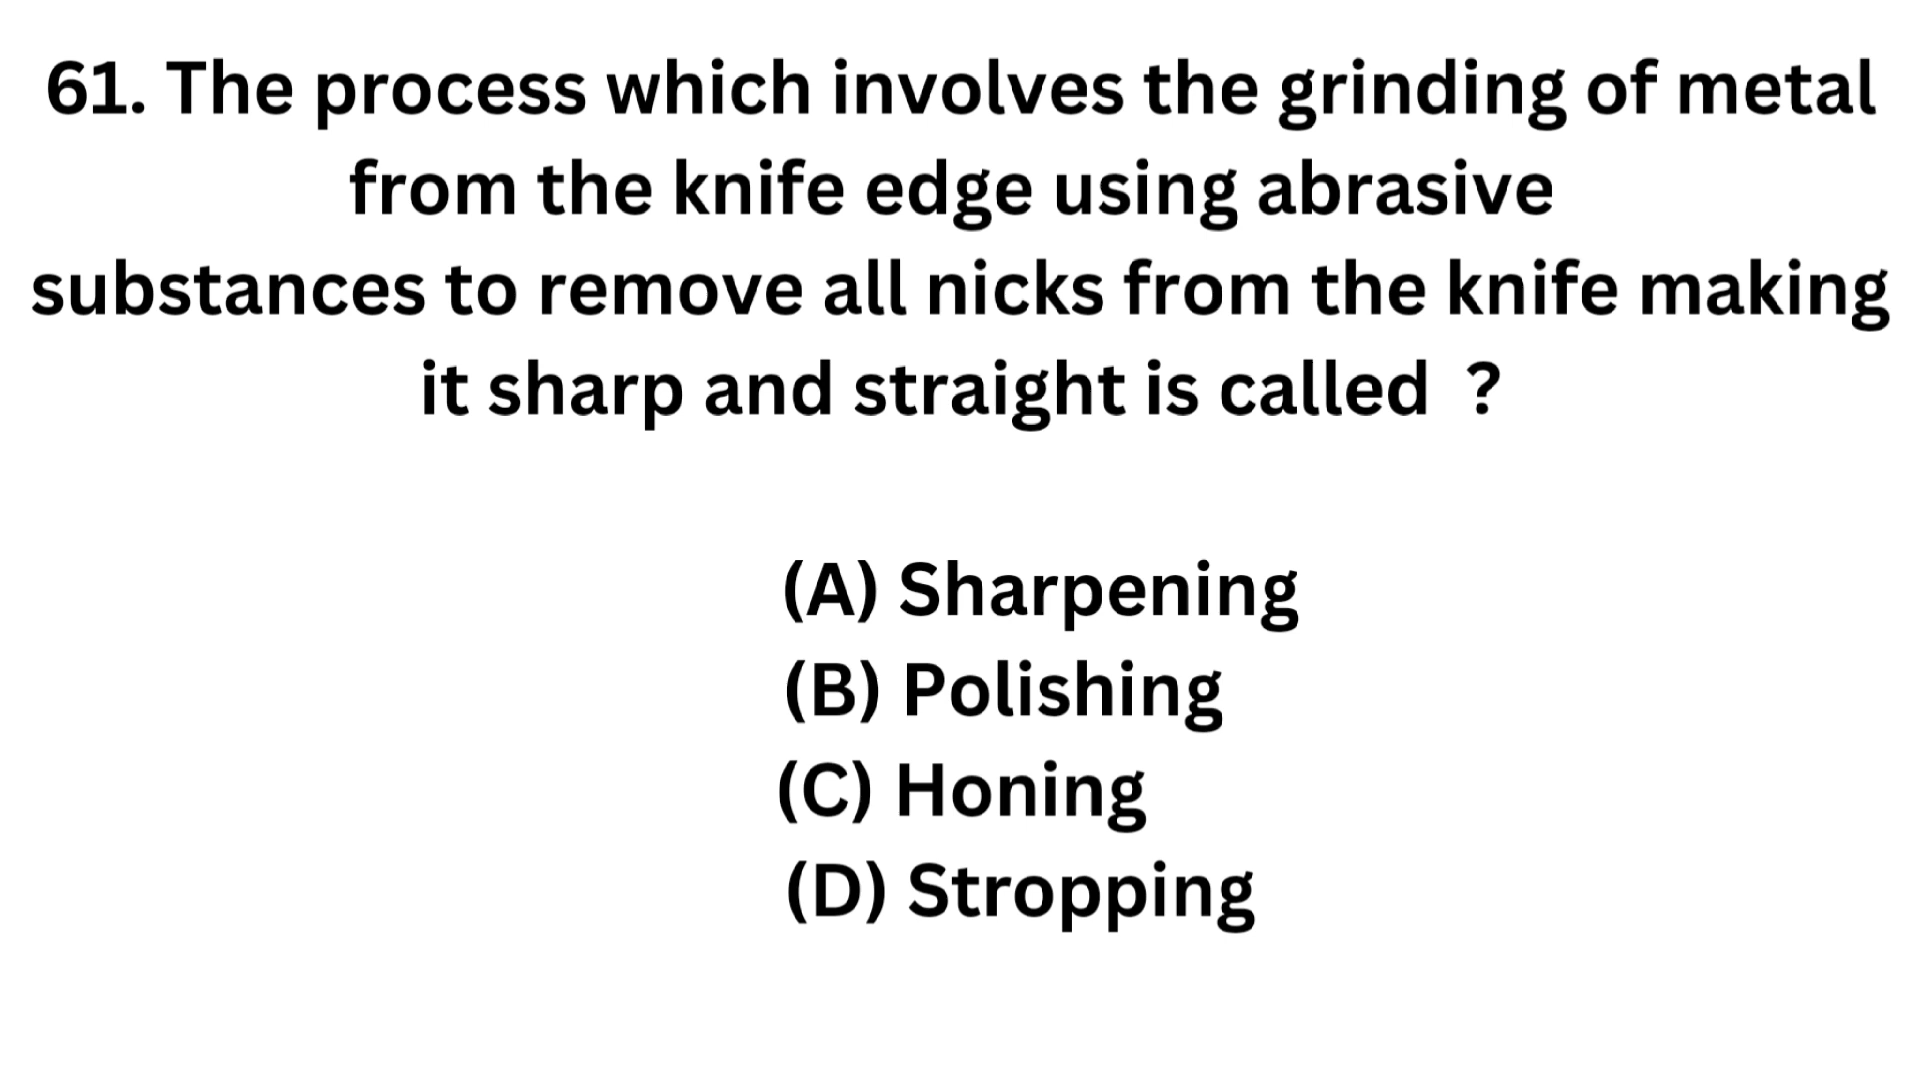 61. The process which involves the grinding of metal
from the knife edge using abrasive
substances to remove all nicks from the knife making
it sharp and straight is called  ?
(A) Sharpening
(B) Polishing
(C) Honing
(D) Stropping